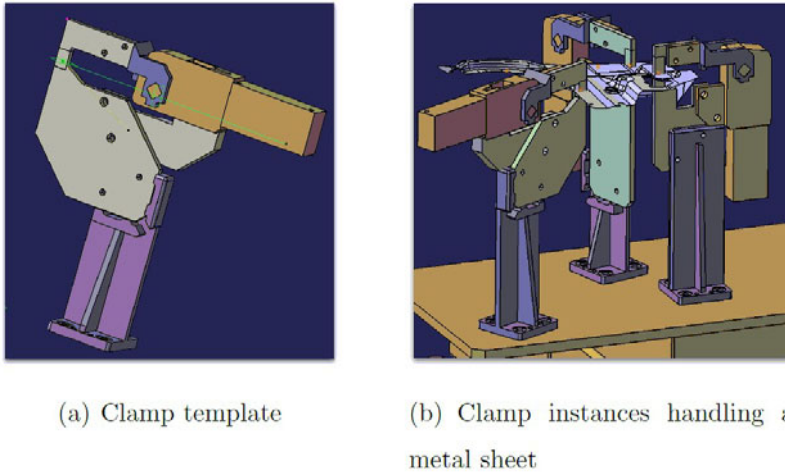 (a) Clamp template
(b) Clamp instances handling a
metal sheet